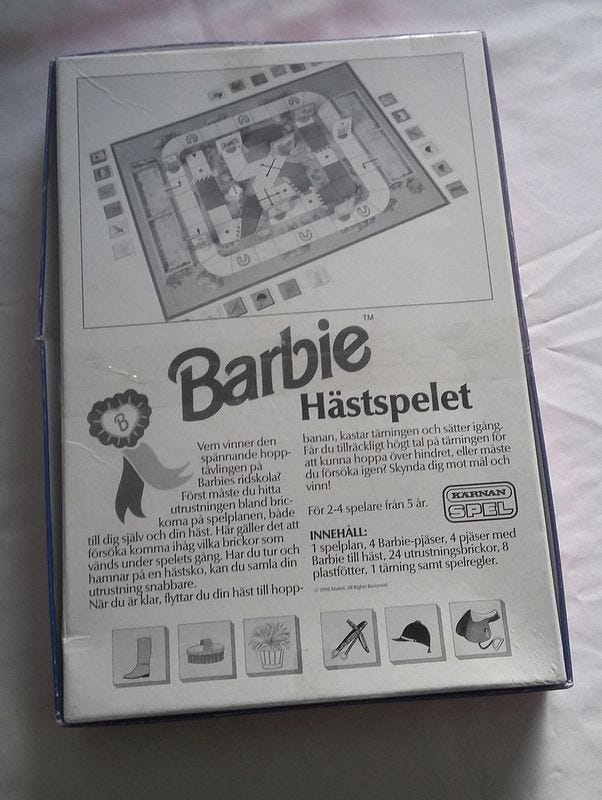 Barbie™
Hästspelet
B
Vem vinner den
spännande hopp-
tävlingen på
Barbies ridskola?
Först måste du hitta
utrustningen bland bric-
korna på spelplanen, både
till dig själv och din häst. Här gäller det att
försöka komma ihåg vilka brickor som
vänds under spelets gång. Har du tur och
hamnar på en hästsko, kan du samla din
utrustning snabbare.
När du är klar, flyttar du din häst till hopp-
banan, kastar tärningen och sätter igång.
Får du tillräckligt högt tal på tärningen för
att kunna hoppa över hindret, eller måste
du försöka igen? Skynda dig mot mål och
vinn!
För 2-4 spelare från 5 år.
KÄRNAN
SPEL
INNEHÅLL:
1 spelplan, 4 Barbie-pjäser, 4 pjäser med
Barbie till häst, 24 utrustningsbrickor, 8
plastfötter, 1 tärning samt spelregler.
© 1998 Mattel. All Rights Reserved.